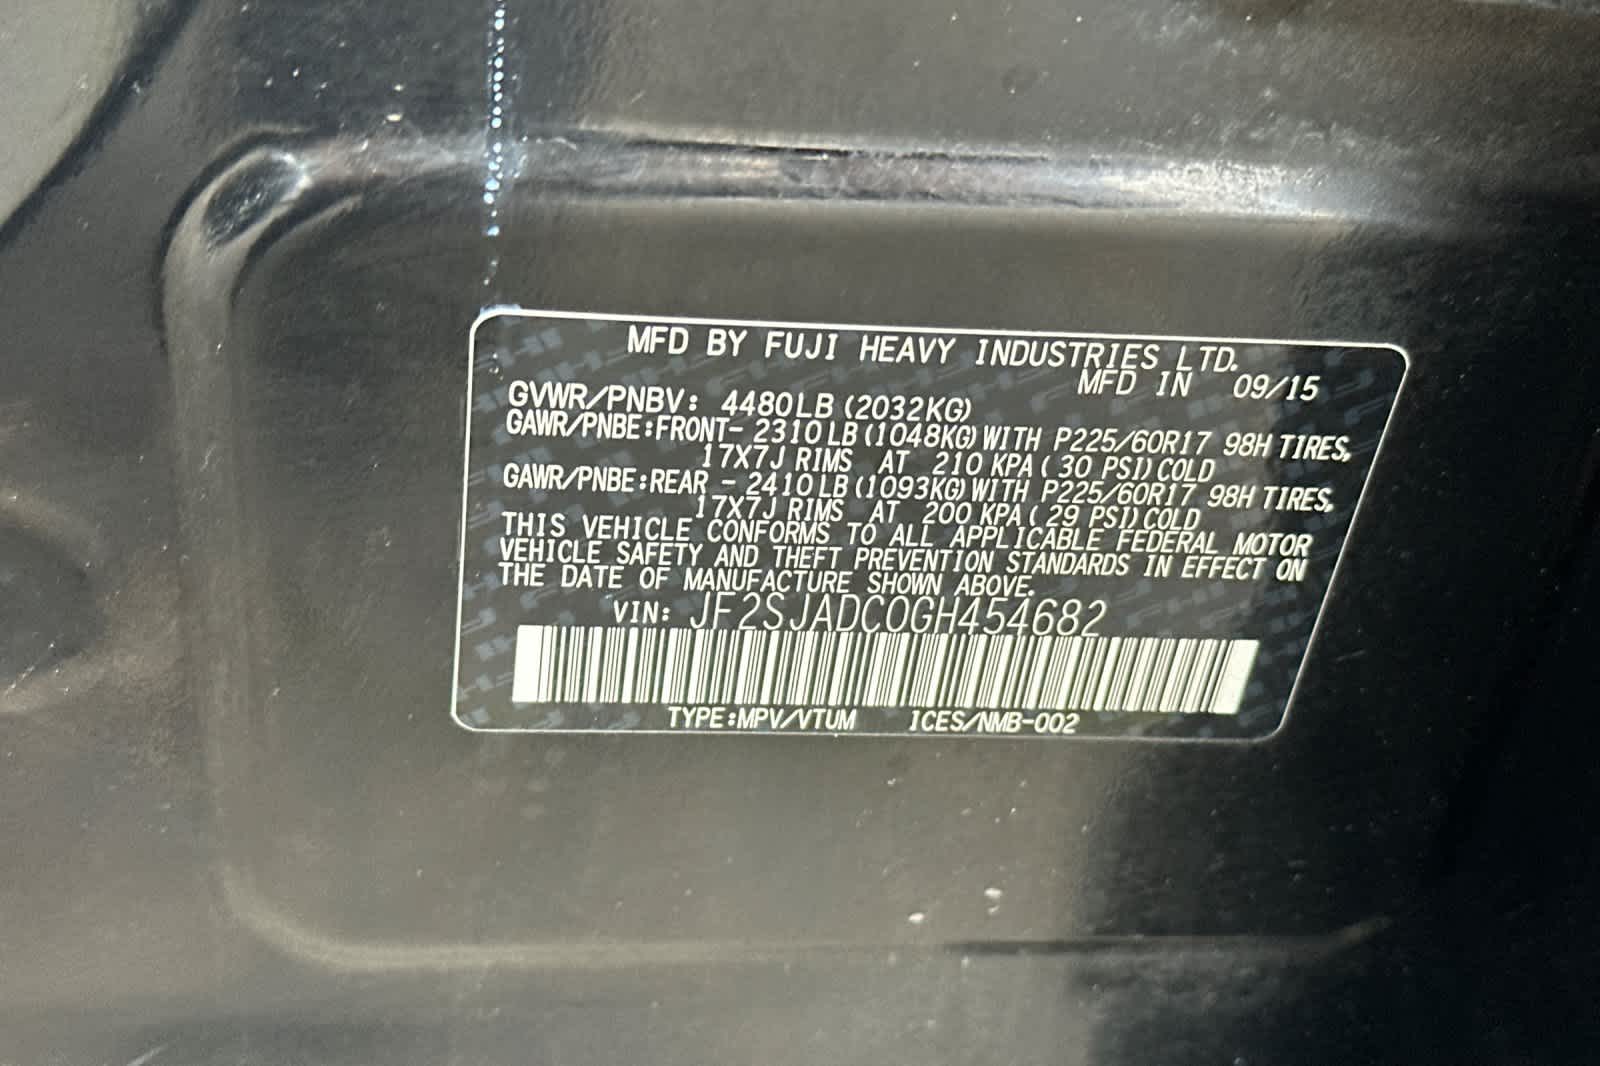 MFD BY FUJI HEAVY INDUSTRIES LTD.
MFD IN 09/15
GVWR/PNBV: 4480LB (2032KG)
GAWR/PNBE:FRONT- 2310LB (1048KG) WITH P225/60R17 98H TIRES,
17X7J RIMS AT 210 KPA ( 30 PSI) COLD
GAWR/PNBE:REAR - 2410LB (1093KG) WITH P225/60R17 98H TIRES,
17X7J RIMS AT 200 KPA ( 29 PSI) COLD
THIS VEHICLE CONFORMS TO ALL APPLICABLE FEDERAL MOTOR
VEHICLE SAFETY AND THEFT PREVENTION STANDARDS IN EFFECT ON
THE DATE OF MANUFACTURE SHOWN ABOVE.
VIN: JF2SJADC0GH454682
TYPE:MPV/VTUM ICES/NMB-002